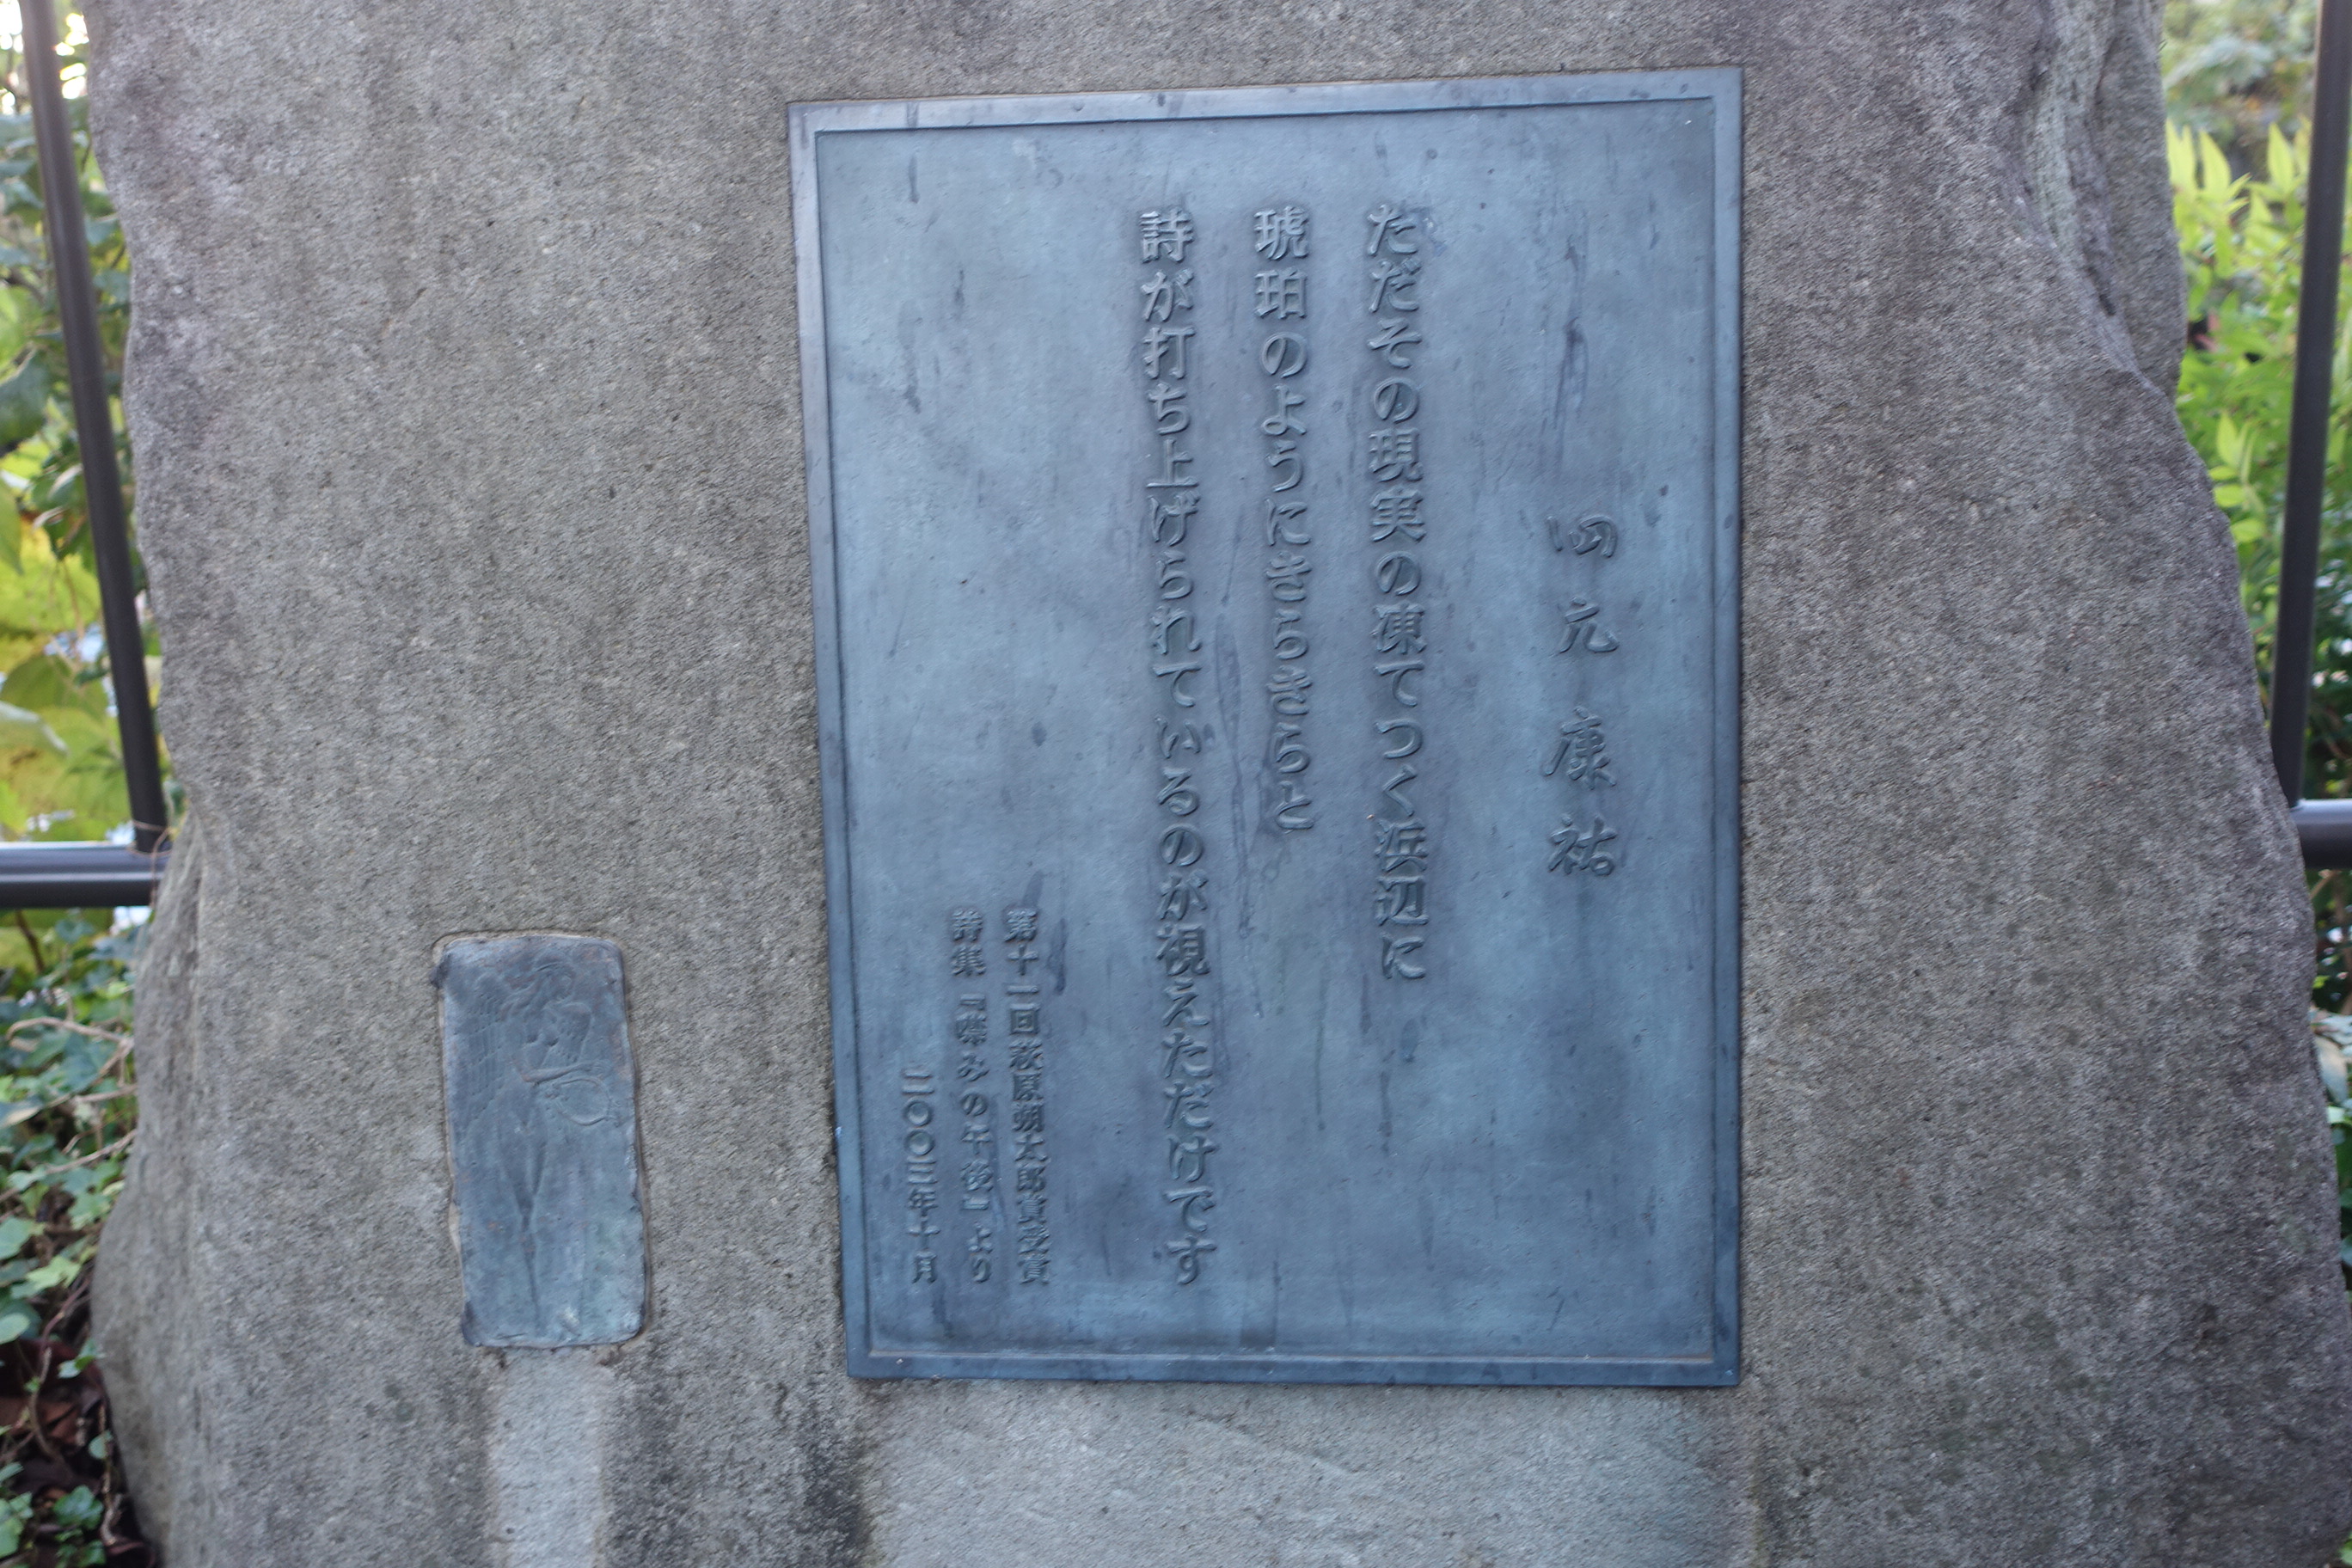 四元康祐
ただその現実の凍てつく浜辺に
琥珀のようにきらきらと
詩が打ち上げられているのが視えただけです
第十一回萩原朔太郎賞受賞
詩集『噤みの午後』より
二〇〇三年十月